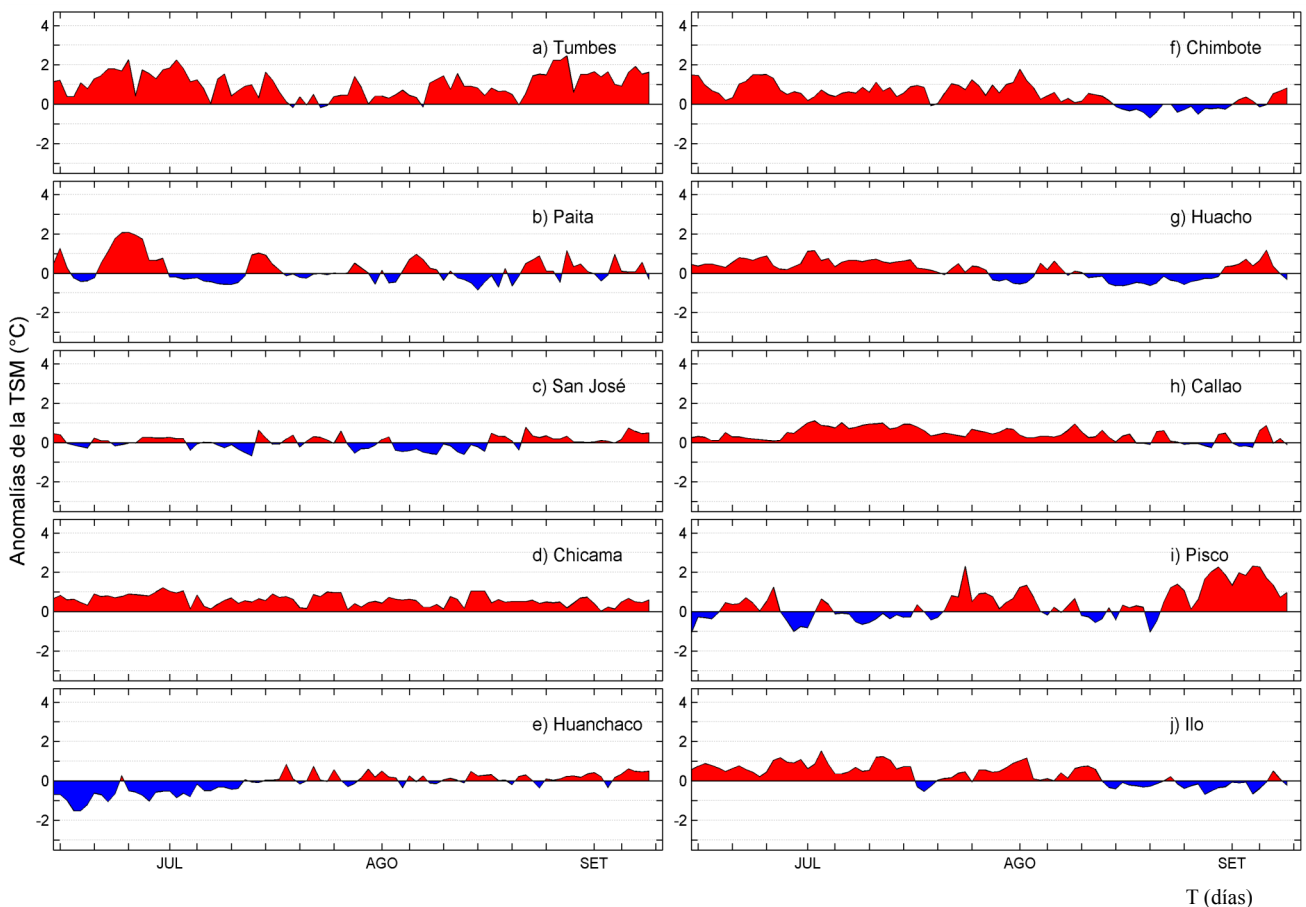 Anomalías de la TSM (°C)
4
2
0
-2
a) Tumbes
4
2
0
-2
b) Paita
4
2
0
-2
c) San José
4
2
0
-2
d) Chicama
4
2
0
-2
e) Huanchaco
JUL AGO SET
4
2
0
-2
f) Chimbote
4
2
0
-2
g) Huacho
4
2
0
-2
h) Callao
4
2
0
-2
i) Pisco
4
2
0
-2
j) Ilo
JUL AGO SET
T (días)